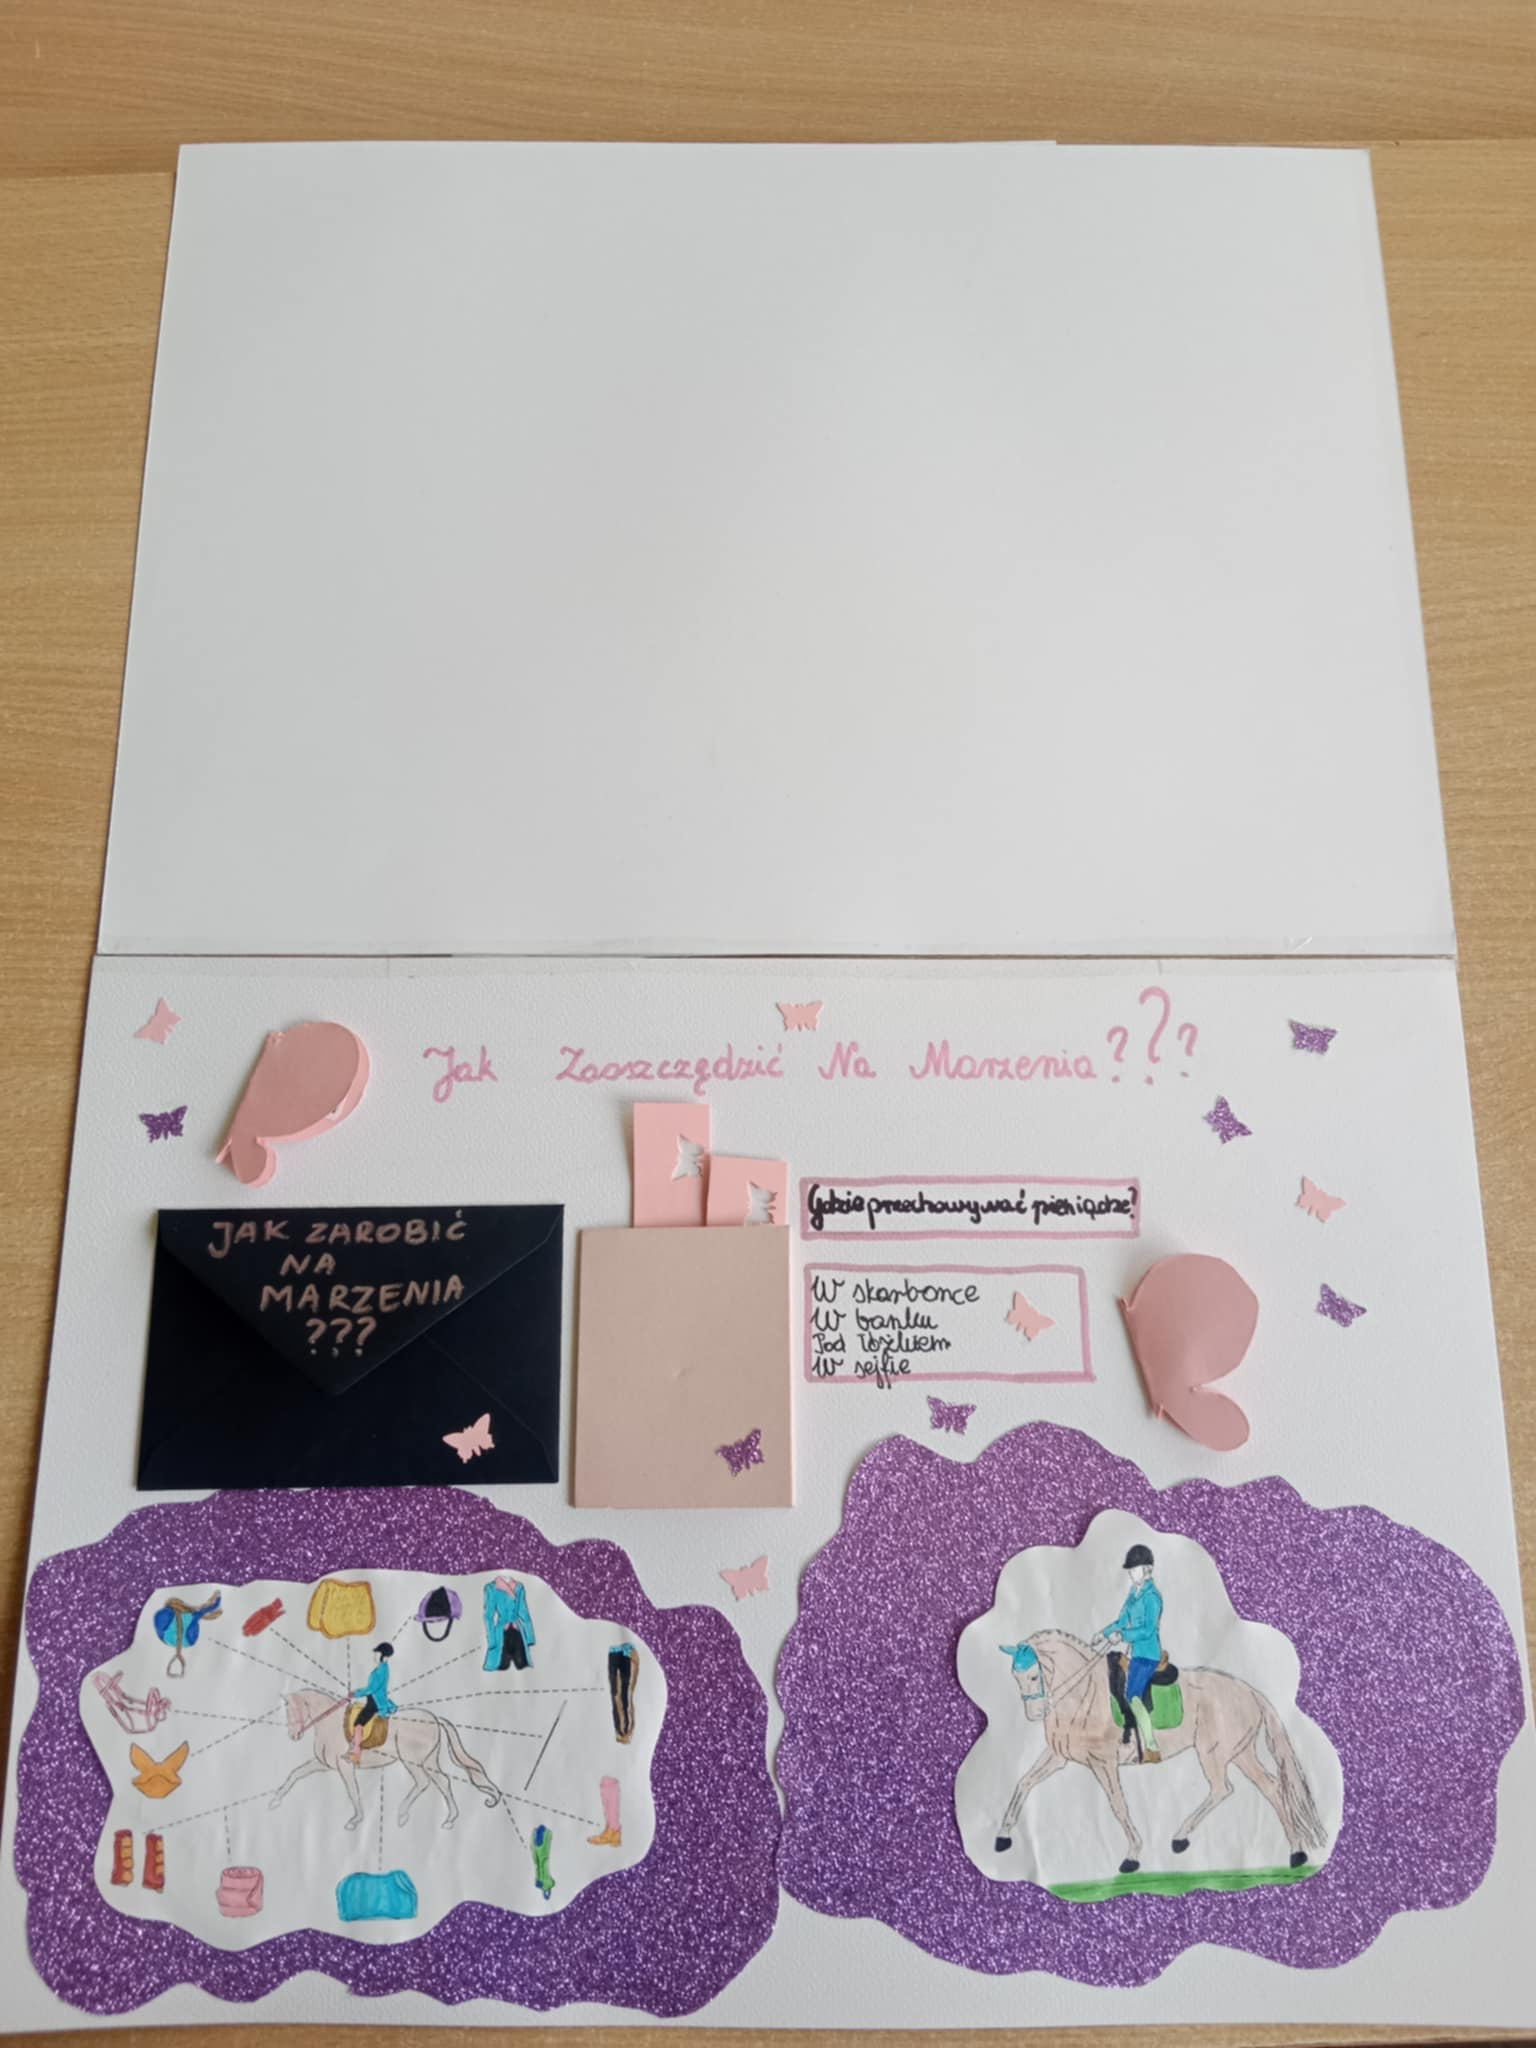 Jak Zaoszczędzić Na Marzenia???
JAK ZAROBIĆ
NA
MARZENIA
???
Gdzie przechowywać pieniądze?
W skarbonce
W banku
Pod łóżkiem
W sejfie